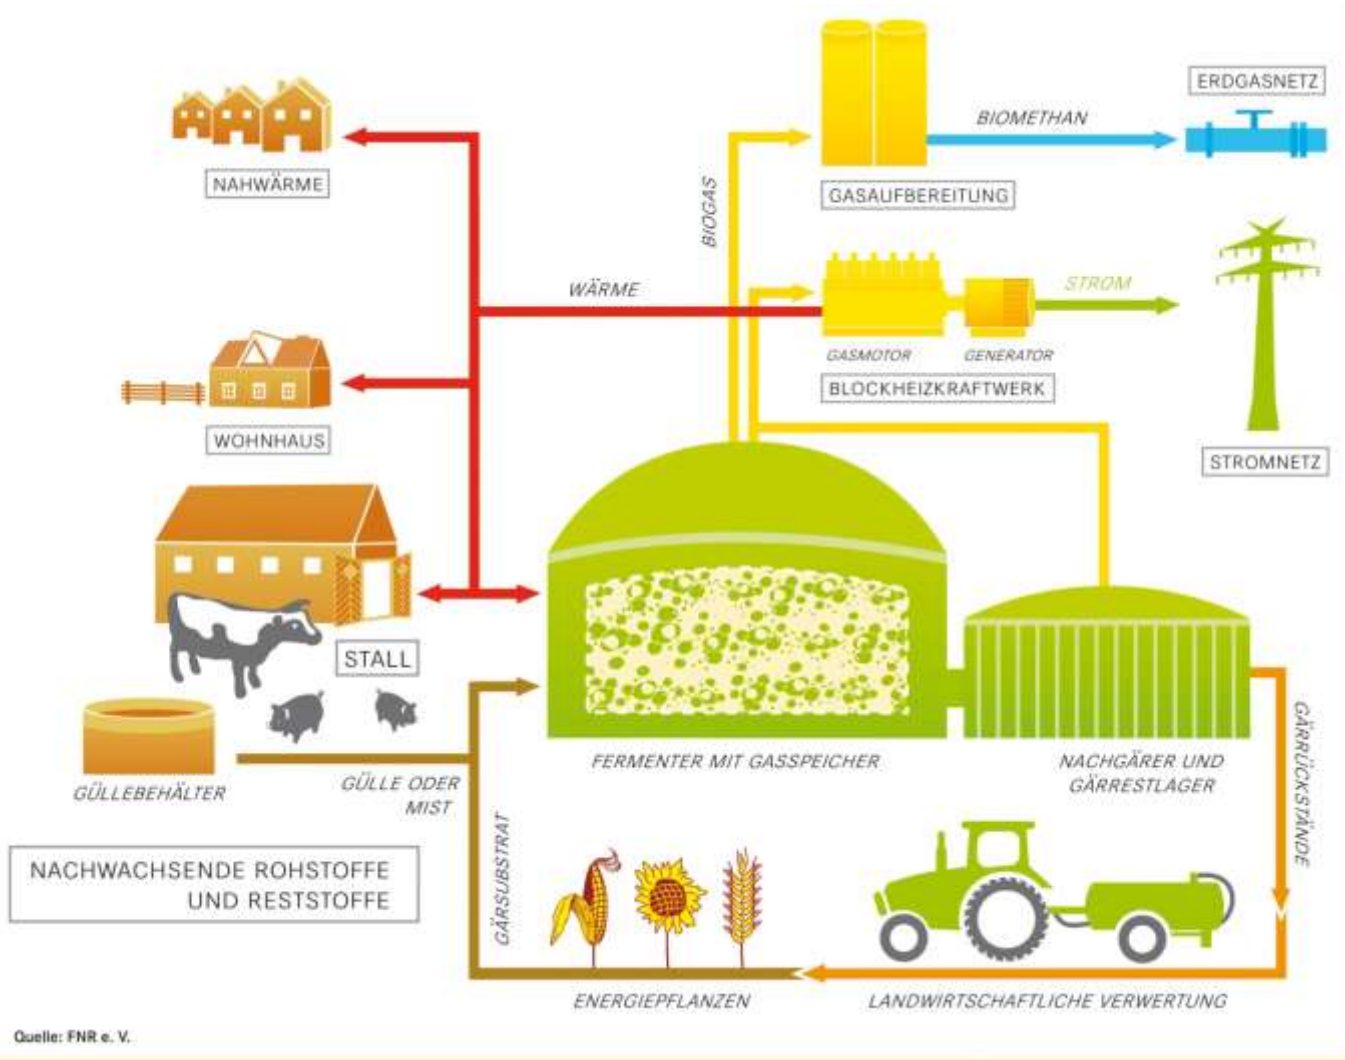 ERDGASNETZ
BIOMETHAN
NAHWÄRME
BIOGAS
GASAUFBEREITUNG
WÄRME
STROM
GASMOTOR
GENERATOR
BLOCKHEIZKRAFTWERK
WOHNHAUS
STROMNETZ
STALL
FERMENTER MIT GASSPEICHER
NACHGÄRER UND
GÄRRESTLAGER
GÄRRÜCKSTÄNDE
GÜLLEBEHÄLTER
GÜLLE ODER
MIST
GÄRSUBSTRAT
NACHWACHSENDE ROHSTOFFE
UND RESTSTOFFE
ENERGIEPFLANZEN
LANDWIRTSCHAFTLICHE VERWERTUNG
Quelle: FNR e. V.